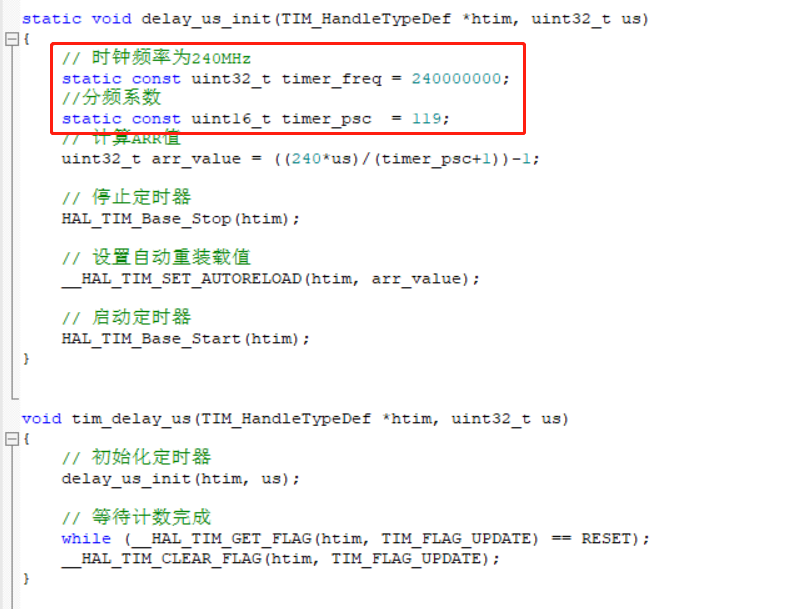 static void delay_us_init(TIM_HandleTypeDef *htim, uint32_t us)
{
// 时钟频率为240MHz
static const uint32_t timer_freq = 240000000;
//分频系数
static const uint16_t timer_psc  = 119;
// 计算ARR值
uint32_t arr_value = ((240*us)/(timer_psc+1))-1;
// 停止定时器
HAL_TIM_Base_Stop(htim);
// 设置自动重装载值
__HAL_TIM_SET_AUTORELOAD(htim, arr_value);
// 启动定时器
HAL_TIM_Base_Start(htim);
}
void tim_delay_us(TIM_HandleTypeDef *htim, uint32_t us)
{
// 初始化定时器
delay_us_init(htim, us);
// 等待计数完成
while (__HAL_TIM_GET_FLAG(htim, TIM_FLAG_UPDATE) == RESET);
__HAL_TIM_CLEAR_FLAG(htim, TIM_FLAG_UPDATE);
}